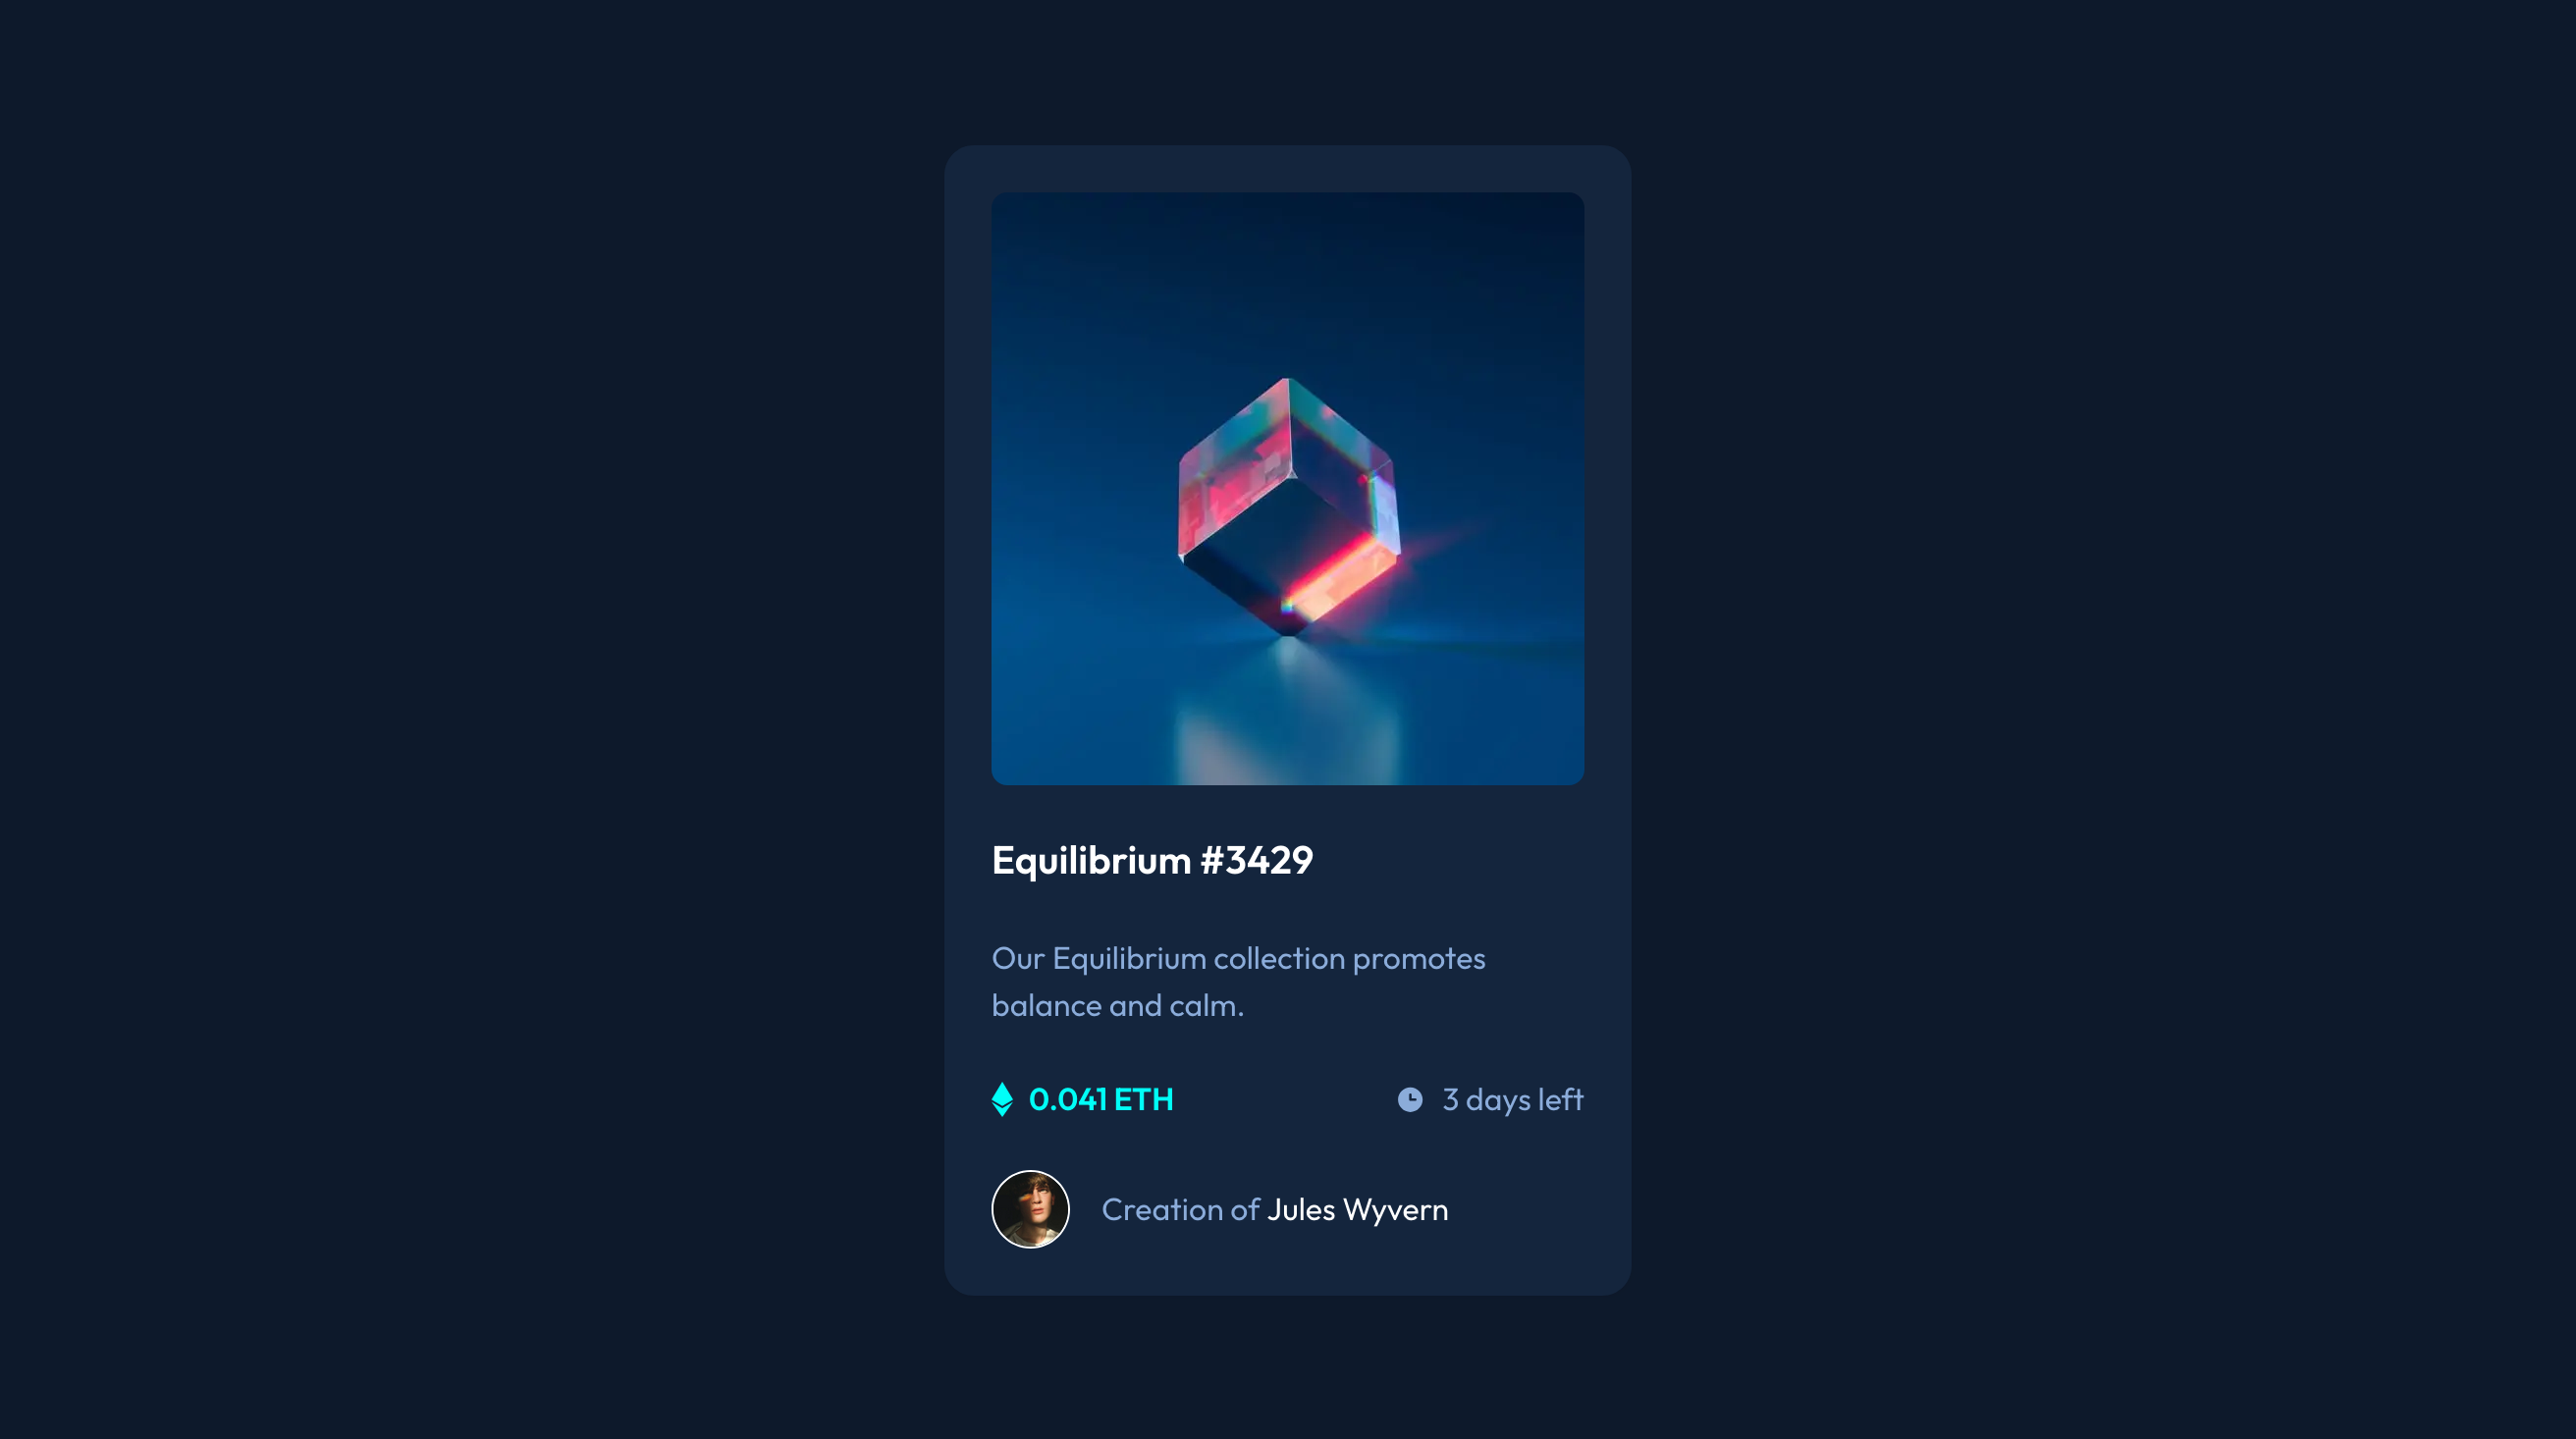 Equilibrium #3429
Our Equilibrium collection promotes
balance and calm.
0.041 ETH
3 days left
Creation of Jules Wyvern